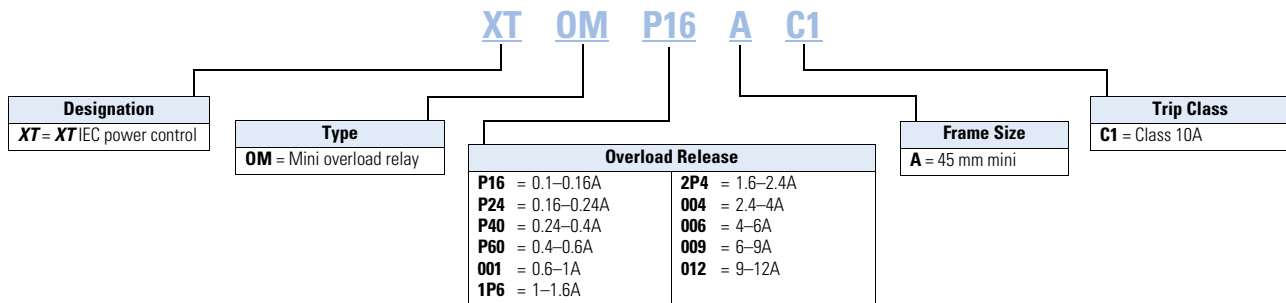 XT OM P16 A C1
Designation
XT = XT IEC power control
Type
OM = Mini overload relay
Overload Release
P16 = 0.1–0.16A
P24 = 0.16–0.24A
P40 = 0.24–0.4A
P60 = 0.4–0.6A
001 = 0.6–1A
1P6 = 1–1.6A
2P4 = 1.6–2.4A
004 = 2.4–4A
006 = 4–6A
009 = 6–9A
012 = 9–12A
Frame Size
A = 45 mm mini
Trip Class
C1 = Class 10A